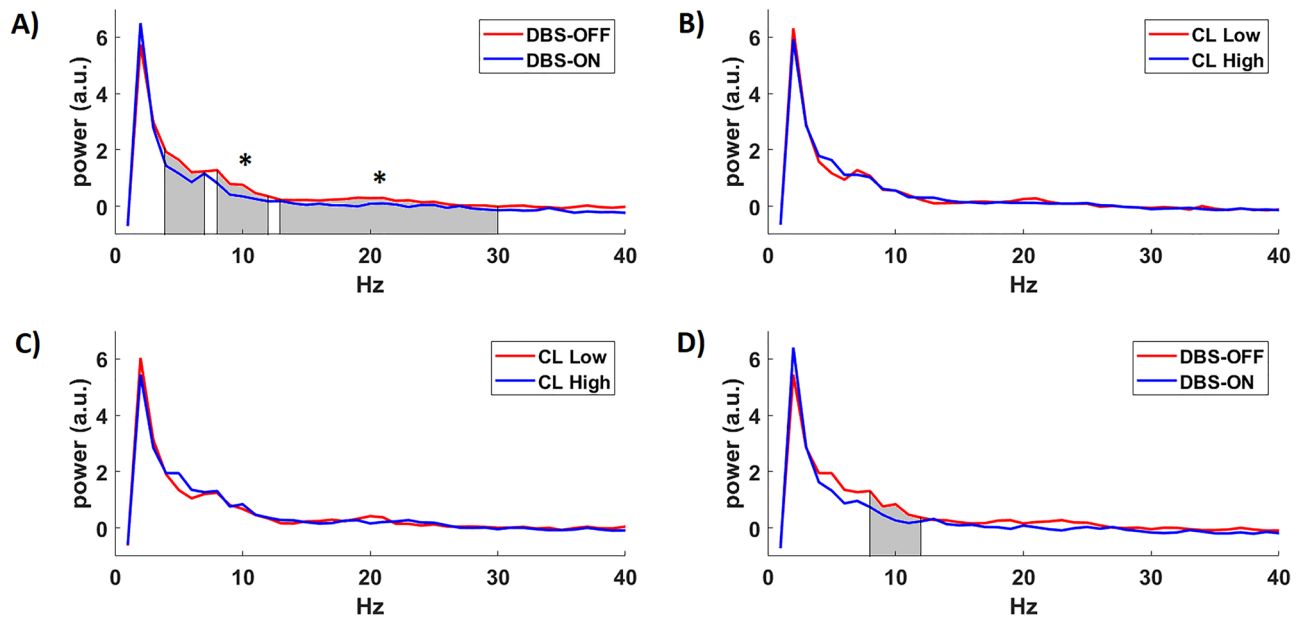 A)
power (a.u.)
6
4
2
0
DBS-OFF
DBS-ON
*
*
0 10 20 30 40
Hz
B)
power (a.u.)
6
4
2
0
CL Low
CL High
0 10 20 30 40
Hz
C)
power (a.u.)
6
4
2
0
CL Low
CL High
0 10 20 30 40
Hz
D)
power (a.u.)
6
4
2
0
DBS-OFF
DBS-ON
0 10 20 30 40
Hz